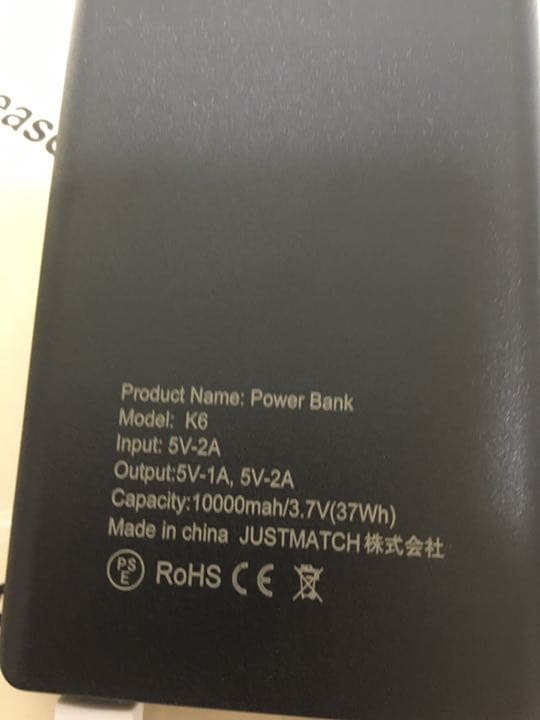 Product Name: Power Bank
Model: K6
Input: 5V-2A
Output:5V-1A, 5V-2A
Capacity:10000mah/3.7V(37Wh)
Made in china JUSTMATCH 株式会社
PS
E
RoHS CE